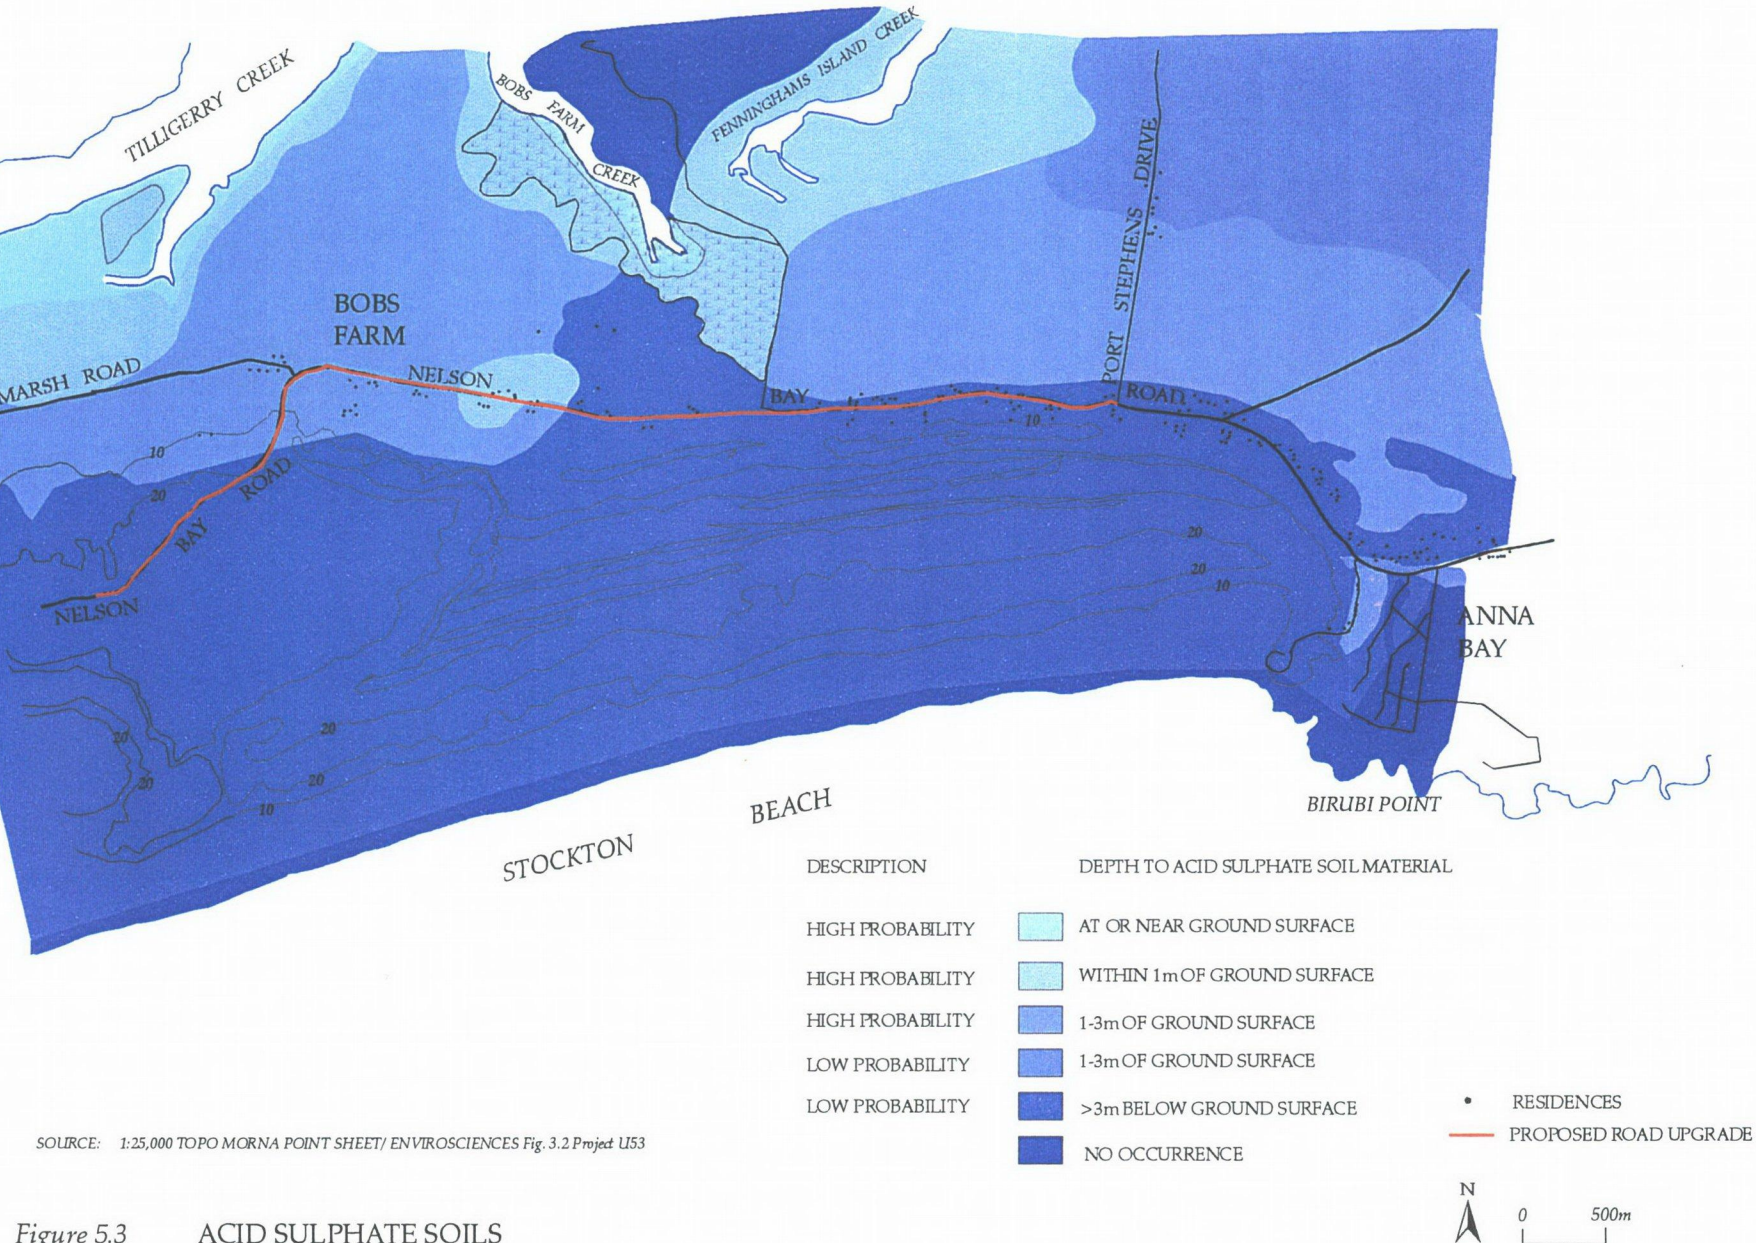 TILLIGERRY CREEK
BOBS FARM
CREEK
FENNINGHAMS ISLAND CREEK
PORT STEPHENS DRIVE
BOBS
FARM
MARSH ROAD
NELSON
BAY
ROAD
10
10
20
BAY ROAD
NELSON
20
20
10
ANNA
BAY
20
20
20
20
10
BIRUBI POINT
STOCKTON BEACH
DESCRIPTION DEPTH TO ACID SULPHATE SOIL MATERIAL
HIGH PROBABILITY AT OR NEAR GROUND SURFACE
HIGH PROBABILITY WITHIN 1m OF GROUND SURFACE
HIGH PROBABILITY 1-3m OF GROUND SURFACE
LOW PROBABILITY 1-3m OF GROUND SURFACE
LOW PROBABILITY >3m BELOW GROUND SURFACE
NO OCCURRENCE
RESIDENCES
PROPOSED ROAD UPGRADE
SOURCE: 1:25,000 TOPO MORNA POINT SHEET/ ENVIROSCIENCES Fig. 3.2 Project U53
N
0 500m
Figure 5.3 ACID SULPHATE SOILS